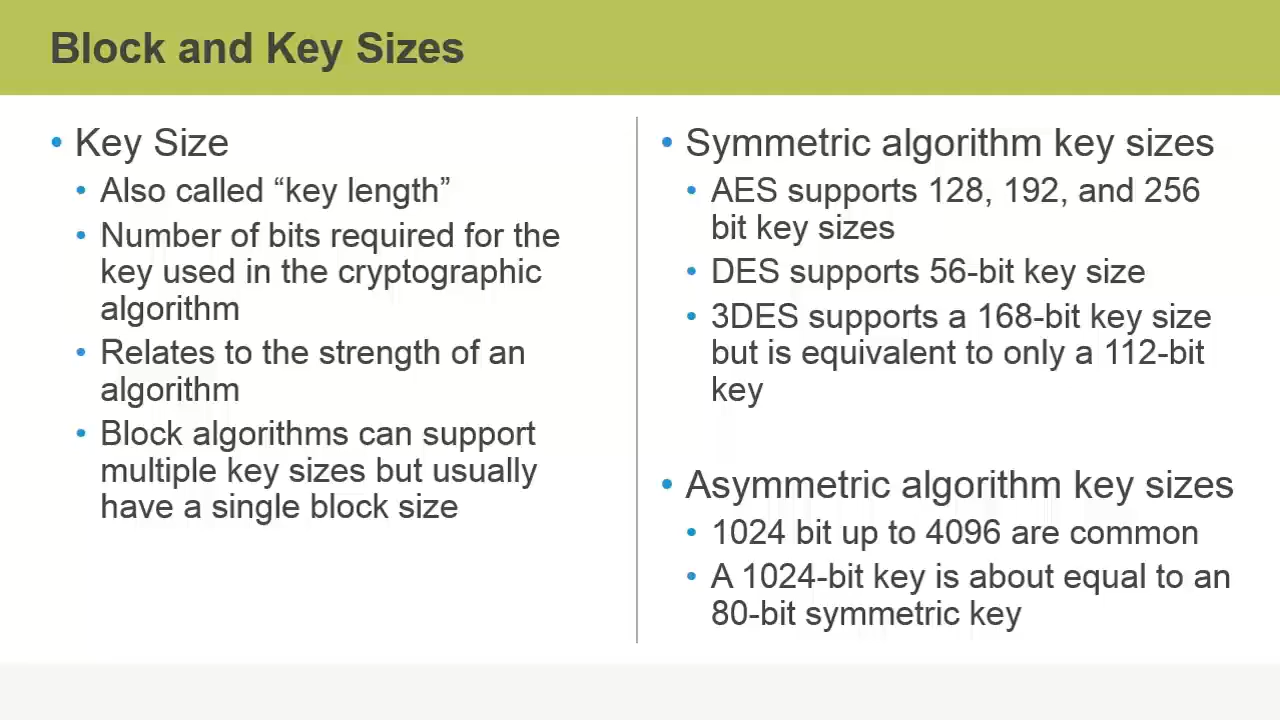 Block and Key Sizes
• Key Size
• Also called “key length”
• Number of bits required for the
key used in the cryptographic
algorithm
• Relates to the strength of an
algorithm
• Block algorithms can support
multiple key sizes but usually
have a single block size
• Symmetric algorithm key sizes
• AES supports 128, 192, and 256
bit key sizes
• DES supports 56-bit key size
• 3DES supports a 168-bit key size
but is equivalent to only a 112-bit
key
• Asymmetric algorithm key sizes
• 1024 bit up to 4096 are common
• A 1024-bit key is about equal to an
80-bit symmetric key